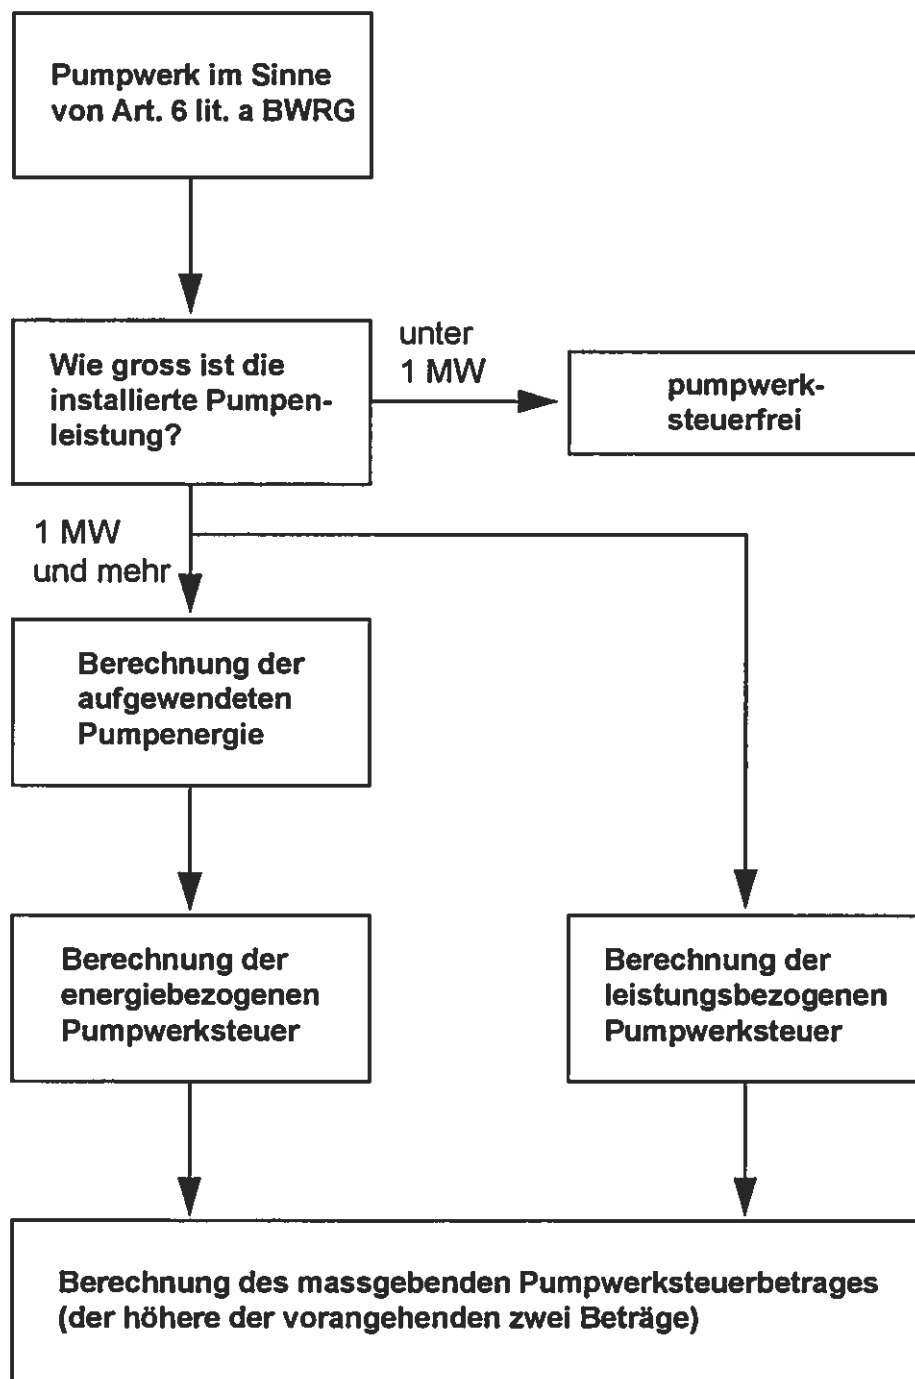 Pumpwerk im Sinne
von Art. 6 lit. a BWRG
Wie gross ist die
installierte Pumpen-
leistung?
unter
1 MW
pumpwerk-
steuerfrei
1 MW
und mehr
Berechnung der
aufgewendeten
Pumpenergie
Berechnung der
energiebezogenen
Pumpwerksteuer
Berechnung der
leistungsbezogenen
Pumpwerksteuer
Berechnung des massgebenden Pumpwerksteuerbetrages
(der höhere der vorangehenden zwei Beträge)